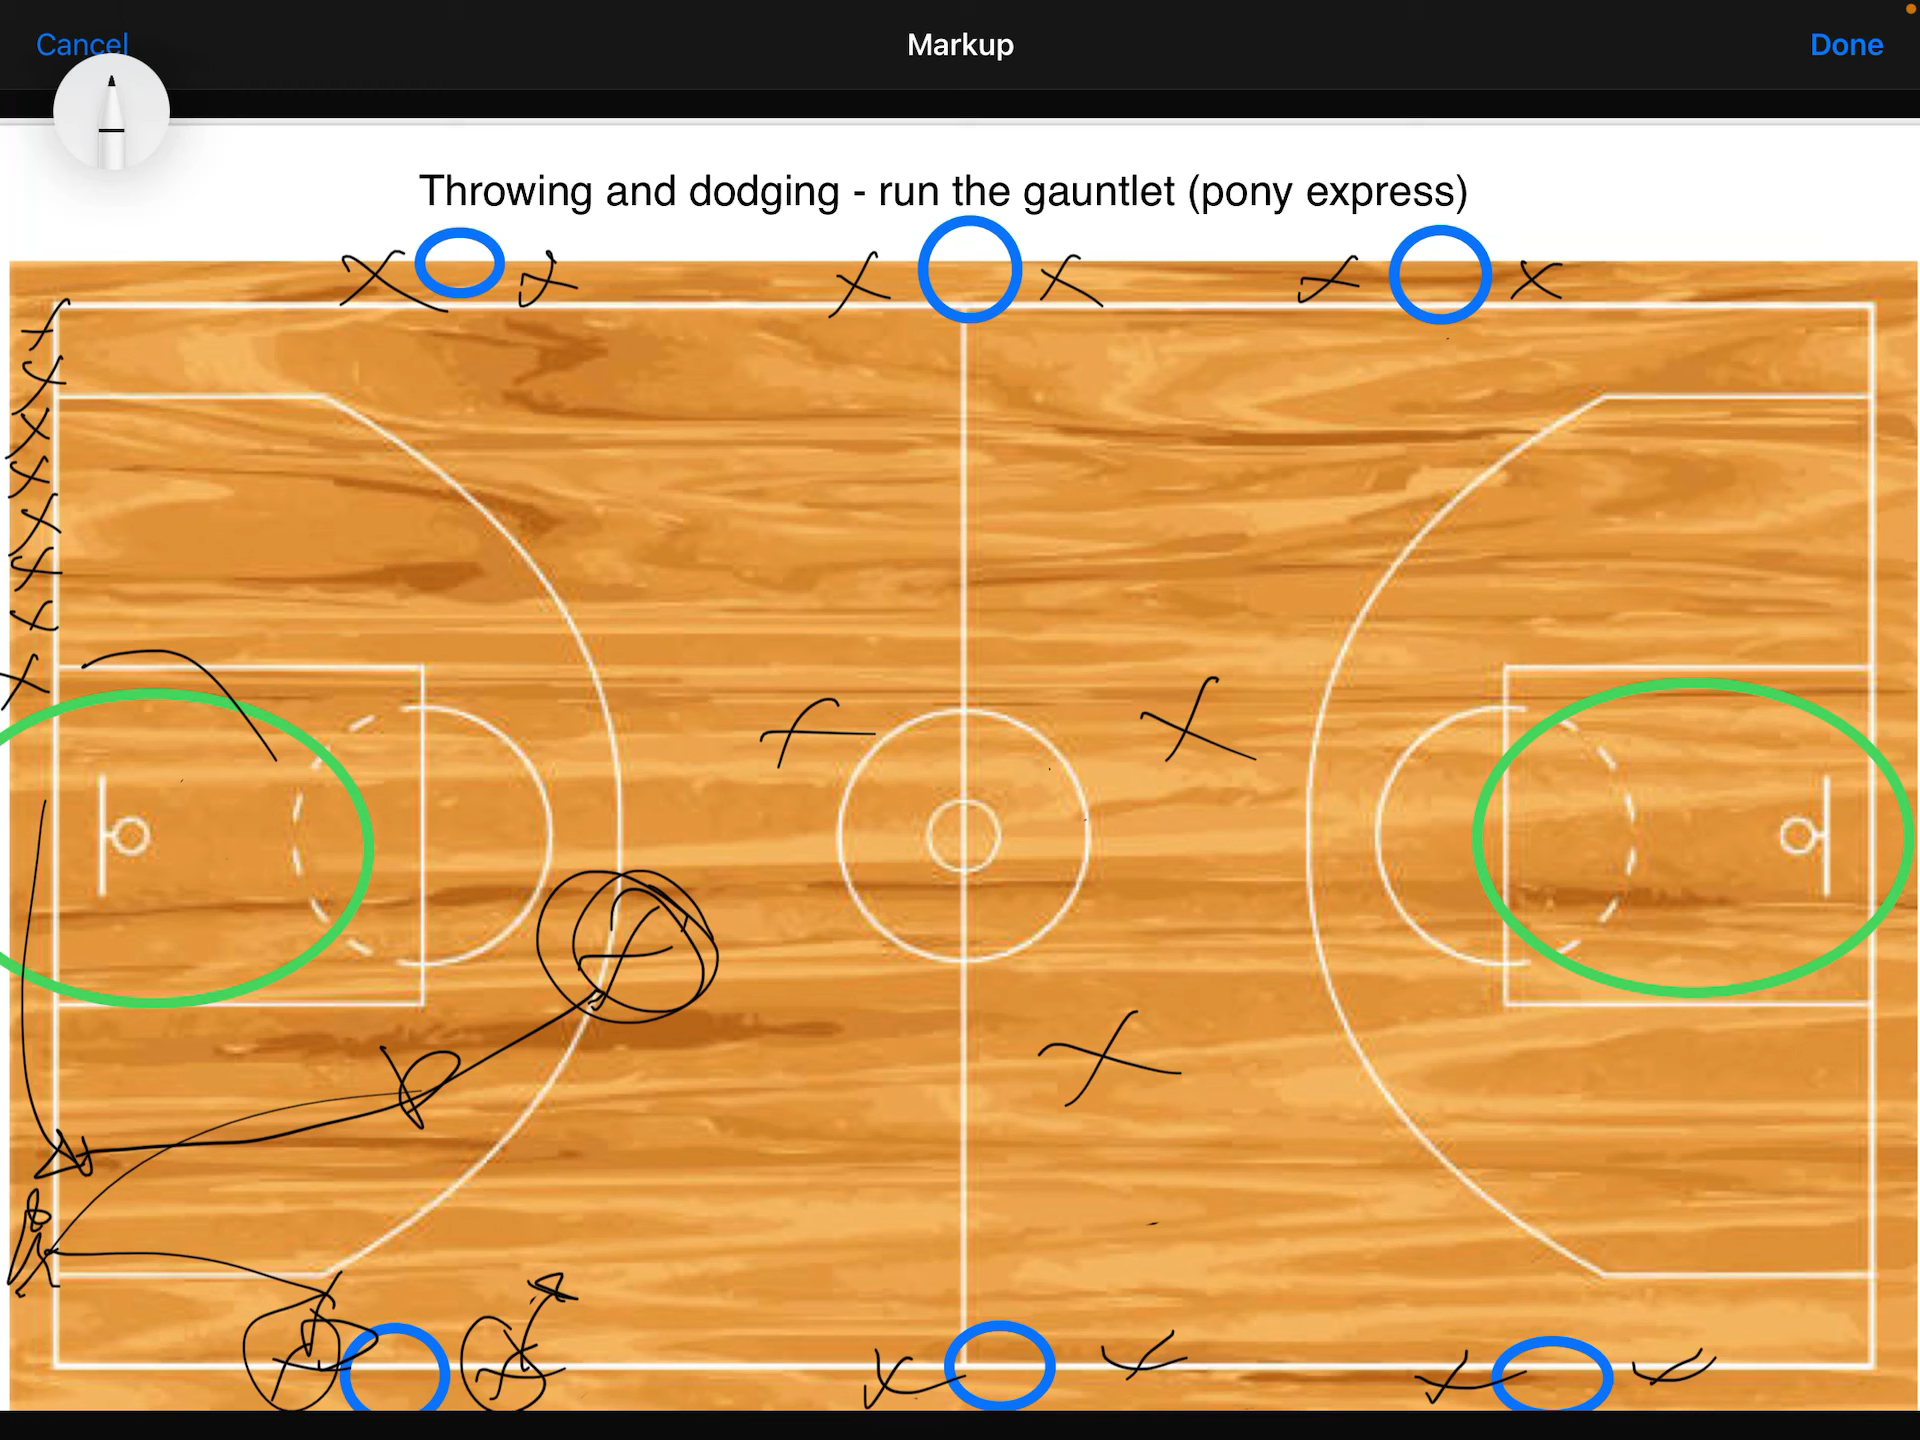 Cancel
Markup
Done
Throwing and dodging - run the gauntlet (pony express)